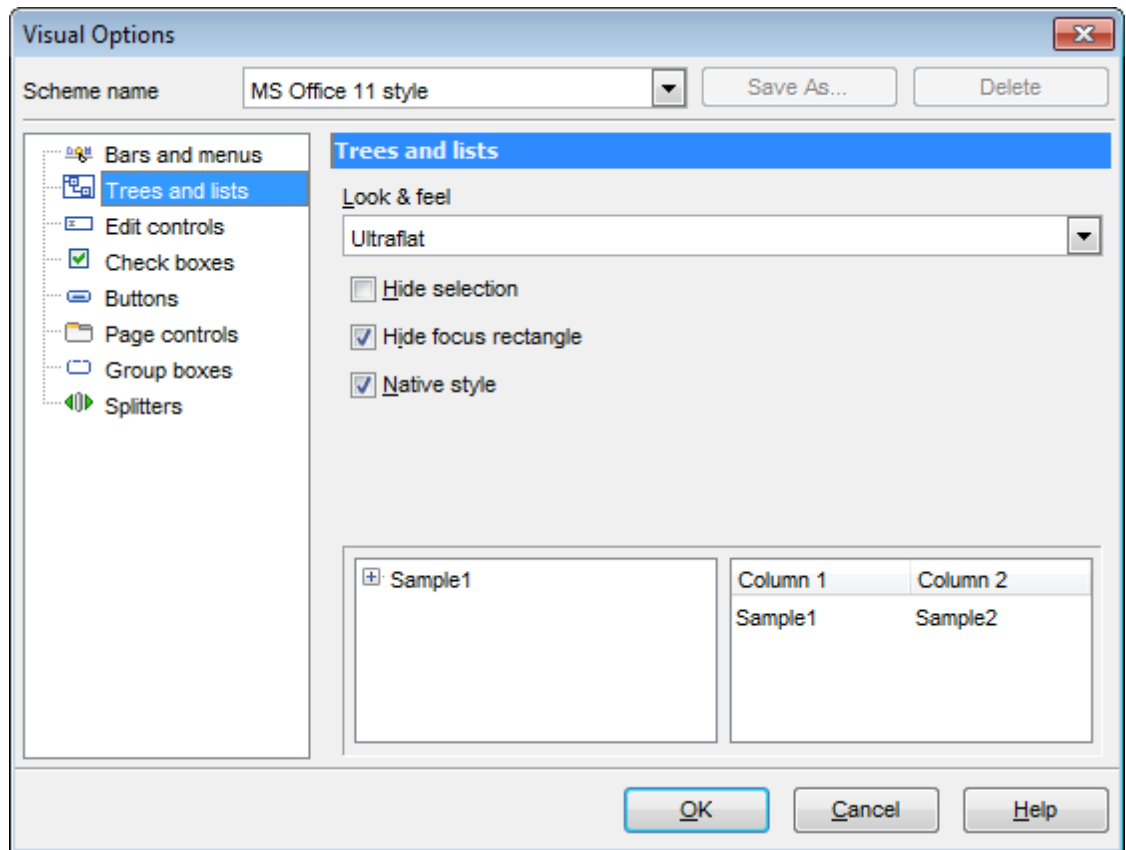 Visual Options
Scheme name
MS Office 11 style
Save As...
Delete
Bars and menus
Trees and lists
Edit controls
Check boxes
Buttons
Page controls
Group boxes
Splitters
Trees and lists
Look & feel
Ultraflat
Hide selection
Hide focus rectangle
Native style
Sample1
Column 1 Column 2
Sample1 Sample2
OK
Cancel
Help